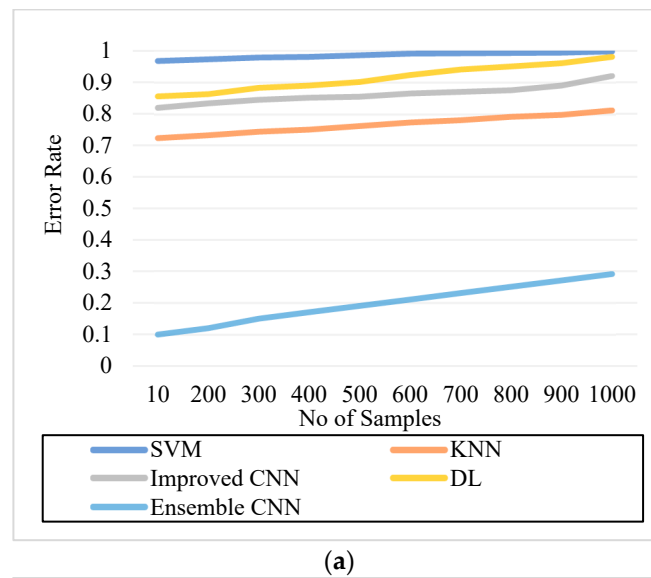 1
0.9
0.8
0.7
0.6
0.5
0.4
0.3
0.2
0.1
0
Error Rate
10 200 300 400 500 600 700 800 900 1000
No of Samples
SVM KNN
Improved CNN DL
Ensemble CNN
(a)